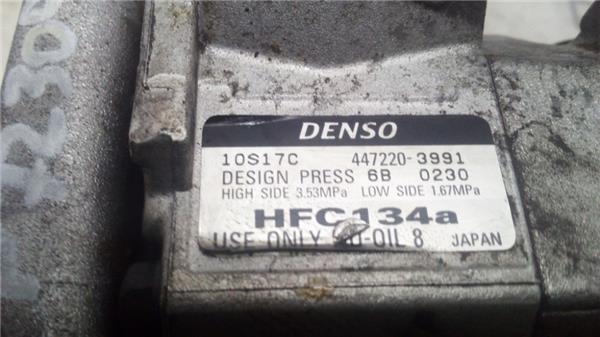 DENSO
10S17C 447220-3991
DESIGN PRESS 6B 0230
HIGH SIDE 3.53MPa LOW SIDE 1.67MPa
HFC134a
USE ONLY -OIL 8 JAPAN